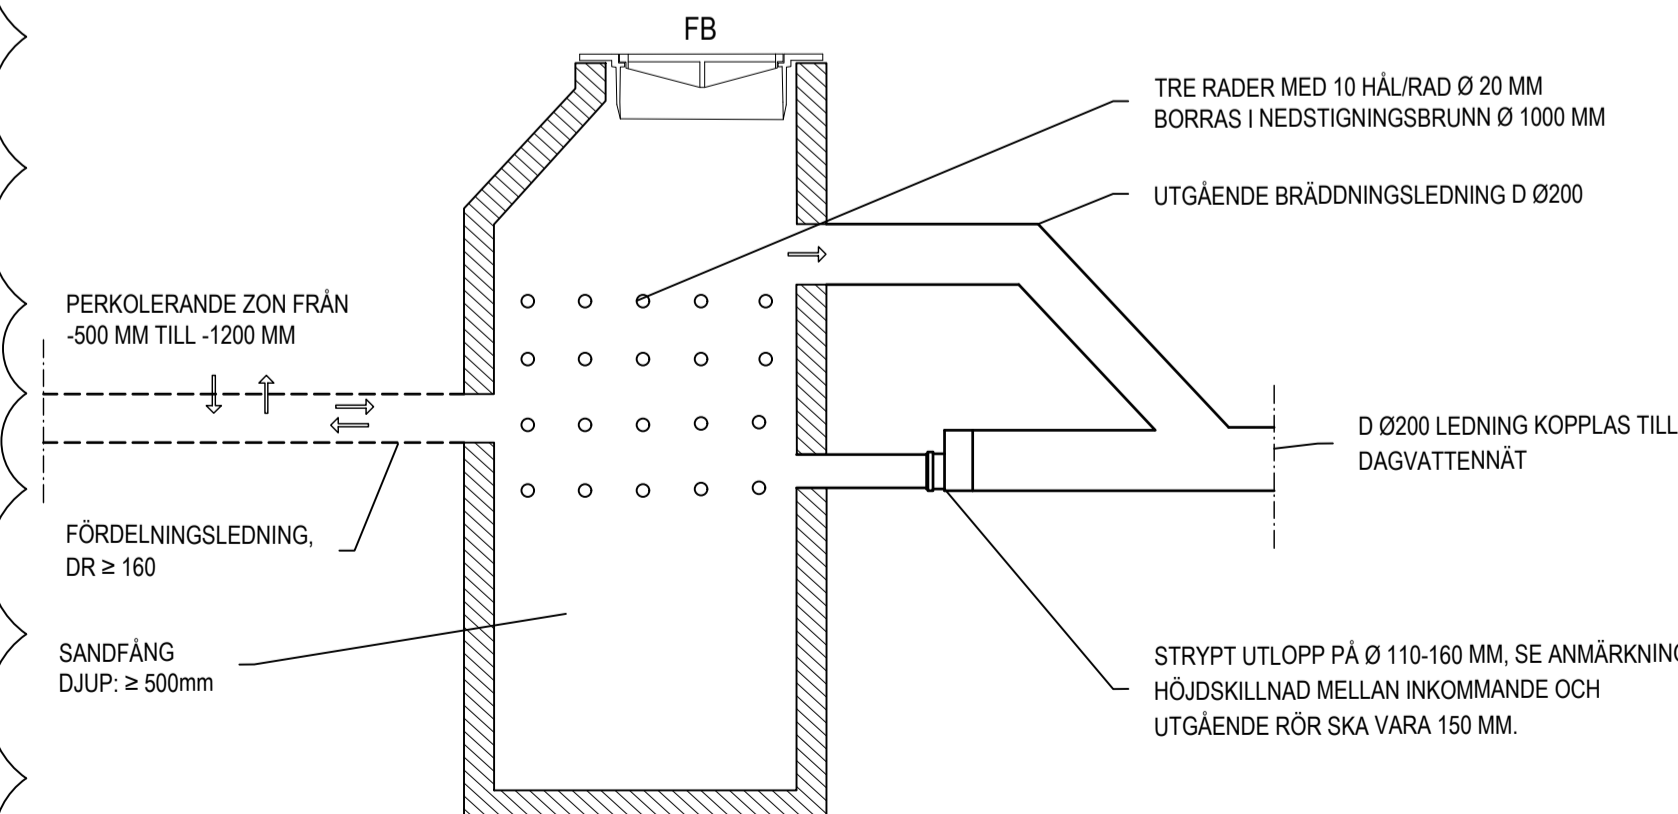 FB
TRE RADER MED 10 HÅL/RAD Ø 20 MM
BORRAS I NEDSTIGNINGSBRUNN Ø 1000 MM
UTGÅENDE BRÄDDNINGSLEDNING D Ø200
PERKOLERANDE ZON FRÅN
-500 MM TILL -1200 MM
D Ø200 LEDNING KOPPLAS TILL
DAGVATTENNÄT
FÖRDELNINGSLEDNING,
DR ≥ 160
SANDFÅNG
DJUP: ≥ 500mm
STRYPT UTLOPP PÅ Ø 110-160 MM, SE ANMÄRKNING
HÖJDSKILLNAD MELLAN INKOMMANDE OCH
UTGÅENDE RÖR SKA VARA 150 MM.